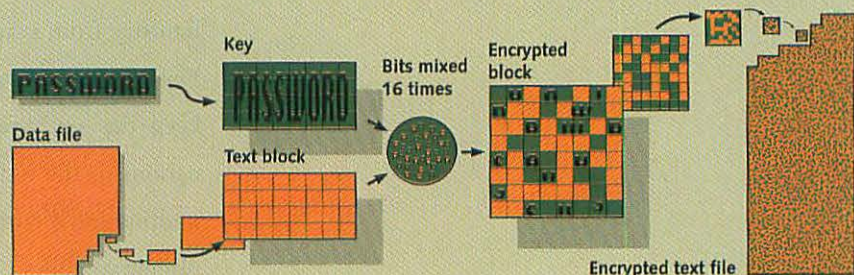 Key
PASSWORD
PASSWORD
Bits mixed
16 times
Encrypted
block
Data file
Text block
Encrypted text file